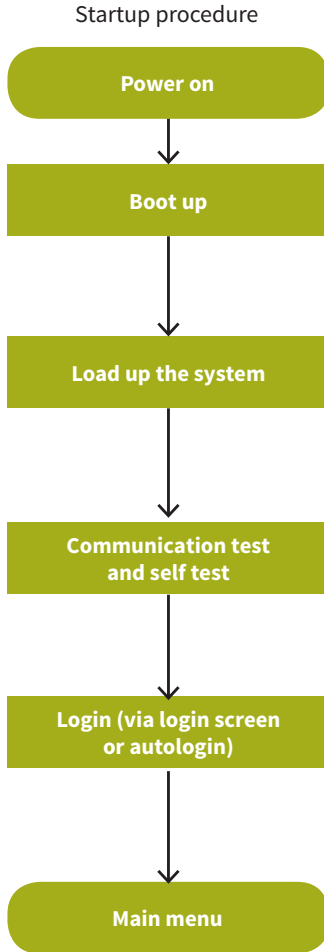 Startup procedure
Power on
Boot up
Load up the system
Communication test
and self test
Login (via login screen
or autologin)
Main menu